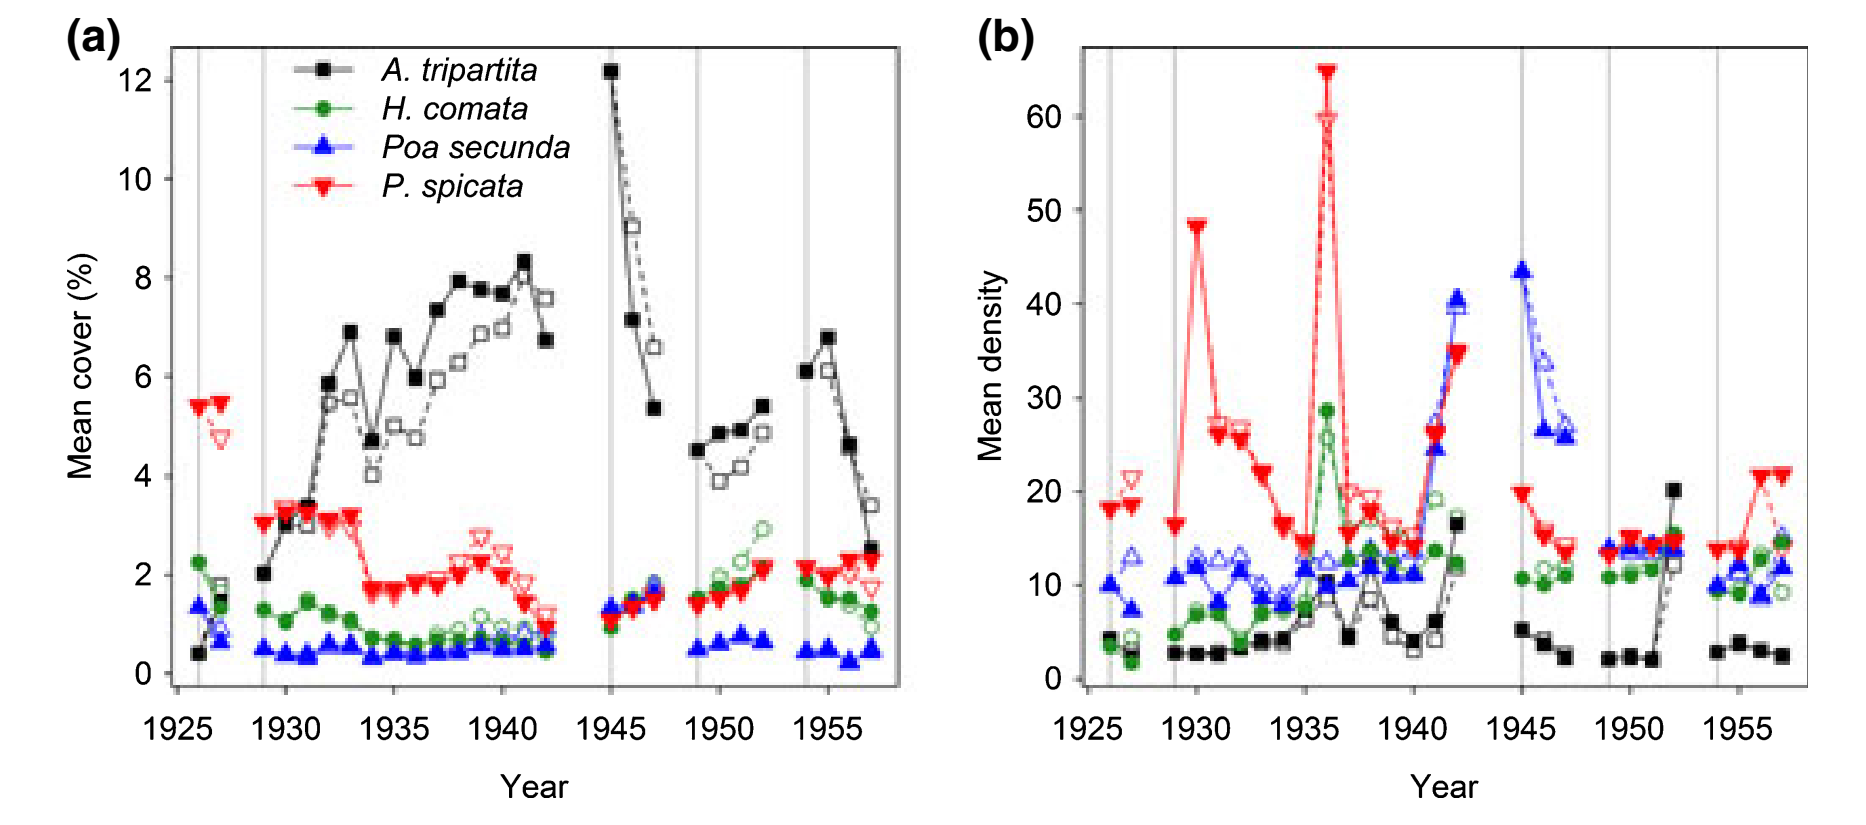 (a)
A. tripartita
H. comata
Poa secunda
P. spicata
12
10
8
6
4
2
0
Mean cover (%)
1925 1930 1935 1940 1945 1950 1955
Year
(b)
60
50
40
30
20
10
0
Mean density
1925 1930 1935 1940 1945 1950 1955
Year